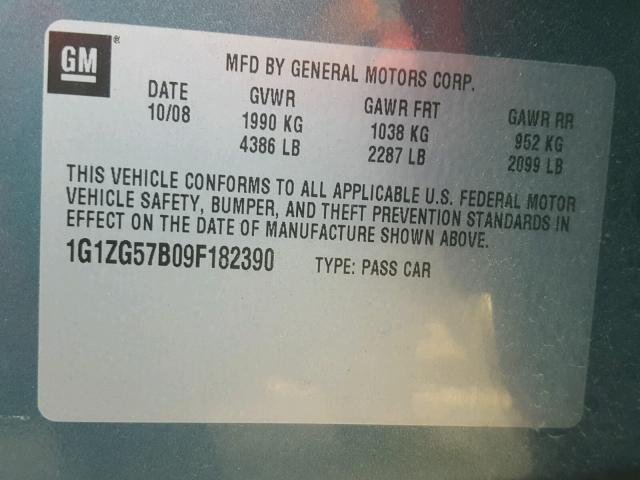 GM ®
MFD BY GENERAL MOTORS CORP.
DATE GVWR GAWR FRT GAWR RR
10/08 1990 KG 1038 KG 952 KG
4386 LB 2287 LB 2099 LB
THIS VEHICLE CONFORMS TO ALL APPLICABLE U.S. FEDERAL MOTOR
VEHICLE SAFETY, BUMPER, AND THEFT PREVENTION STANDARDS IN
EFFECT ON THE DATE OF MANUFACTURE SHOWN ABOVE.
1G1ZG57B09F182390 TYPE: PASS CAR